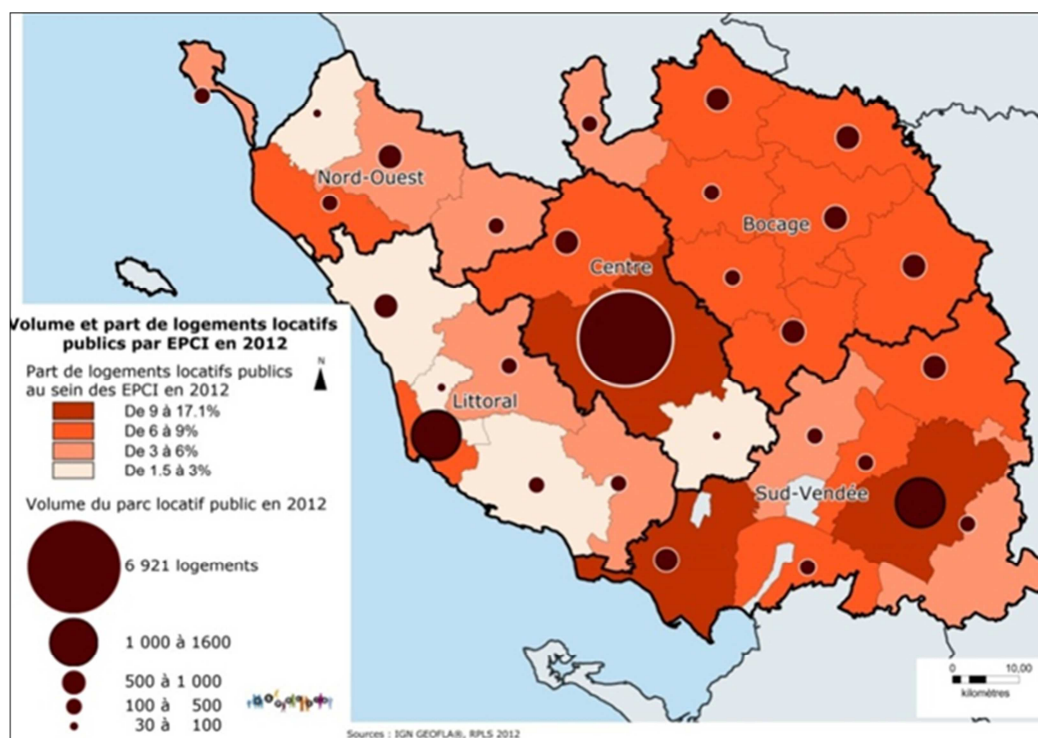 Nord-Ouest
Bocage
Centre
Littoral
Sud-Vendée
Volume et part de logements locatifs
publics par EPCI en 2012
N
Part de logements locatifs publics
au sein des EPCI en 2012
De 9 à 17.1%
De 6 à 9%
De 3 à 6%
De 1.5 à 3%
Volume du parc locatif public en 2012
6 921 logements
1 000 à 1600
500 à 1 000
100 à 500
30 à 100
0 10,00
kilomètres
Sources : IGN GEOFLA®, RPLS 2012